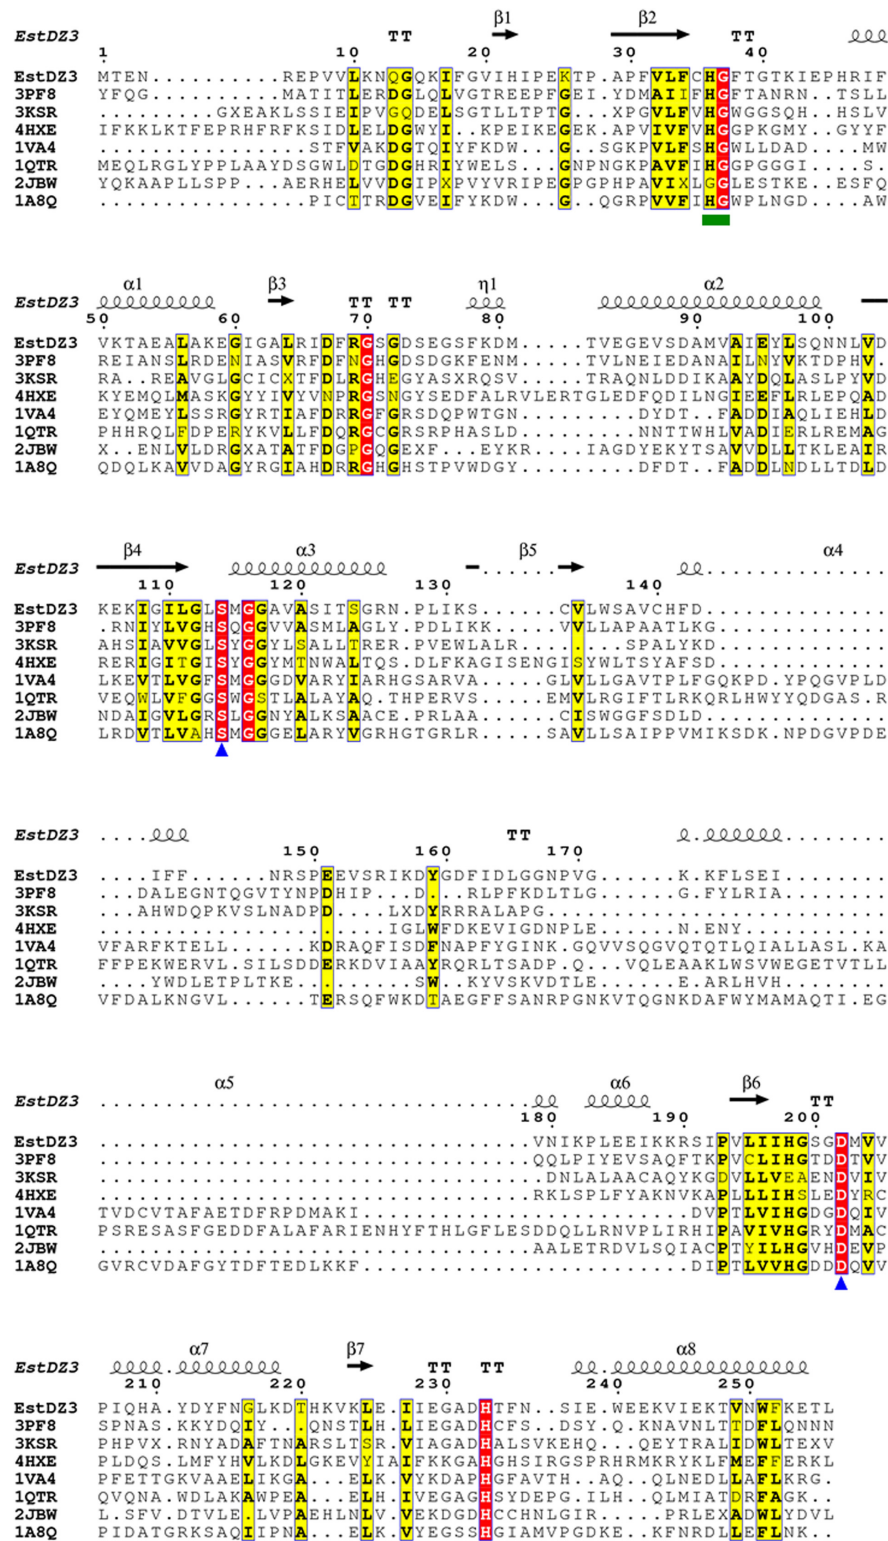 β1 β2
EstDZ3 TT TT
1 10 20 30 40
EstDZ3 MTEN..........REPVVLKNQGQKIFGVIHIPEKTP.APFVLFCHGFTGTKIEPHRIF
3PF8 YFQG..........MATITLERDGLQLVGTREEPFGEI.YDMAIIFHGFTANRN..TSLL
3KSR .........GXEAKLSSIEIPVGQDELSGTLLTPTG...XPGVLFVHGWGGSQH..HSLV
4HXE IFKKLKTFEPRHFRFKSIDLELDGWYI..KPEIKEGEK.APVIVFVHGGPKGMY.GYYFF
1VA4 ................STFVAKDGTQIYFKDW....G..SGKPVLFSHGWLLDAD....MW
1QTR MEQLRGLYPPLAAYDSGWLDTGDGHRIYWELS....GNPNGKPAVFIHGGPGGGI...S.
2JBW YQKAAPLLSPP...AERHELVVDGIPXPVYVRIPEGPGPHPAVIXLGGLESTKE..ESFQ
1A8Q ................PICTTRDGVEIFYKDW....G..QGRPVVFIHGWPLNGD....AW
α1 β3 η1 α2
EstDZ3 TT TT
50 60 70 80 90 100
EstDZ3 VKTAEALAKEGIGALRIDFRGSGDSEGSFKDM.....TVEGEVSDAMVAIEYLSQNNLVD
3PF8 REIANSLRDENIASVRFDFNGHGDSDGKFENM.....TVLNEIEDANAILNYVKTDPHV.
3KSR RA..REAVGLGCICXTFDLRGHEGYASXRQSV.....TRAQNLDDIKAAYDQLASLPYVD
4HXE KYEMQLMASKGYYIVYVNPRGSNGYSEDFALRVLERTGLEDFQDILNGIEEFLRLEPQAD
1VA4 EYQMEYLSSRGYRTIAFDRRGFGRSDQPWTGN........DYDT.FADDIAQLIEHLD
1QTR PHHRQLFDPERYKVLLFDQRGCGRSRPHASLD.......NNTTWHLVADIERLREMAG
2JBW X..ENLVLDRGXATATFDGPGQGEXF...EYKR....IAGDYEKYTSAVVDLLTKLEAIR
1A8Q QDQLKAVVDAGYRGIAHDRRGHGHSTPVWDGY........DFDT.FADDLNDLLTDLD
β4 α3 β5 α4
EstDZ3
110 120 130 140
EstDZ3 KEKIGILGLSMGGAVASITSGRN.PLIKS......CVLWSAVCHFD..............
3PF8 .RNIYLVGHSQGGVVASMLAGLY.PDLIKK.....VVLLAPAATLKG.............
3KSR AHSIAVVGLSYGGYLSALLTRER.PVEWLALR.......SPALYKD..............
4HXE RERIGITGISYGGYMTNWALTQS.DLFKAGISENGISYWLTSYAFSD.............
1VA4 LKEVTLVGFSMGGGDVARYIARHGSARVA......GLVLLGAVTPLFGQKPD.YPQGVPLD
1QTR VEQWLVFGGSWGSTLALAYAQ.THPERVS......EMVLRGIFTLRKQRLHWYYQDGAS.R
2JBW NDAIGVLGRSLGGNYALKSAACE.PRLAA......CISWGGFSDLD..............
1A8Q LRDVTLVAHSMGGGELARYVGRHGTGRLR......SAVLLSAIPPVMIKSDK.NPDGVPDE
EstDZ3 TT
150 160 170
EstDZ3 ....IFF......NRSPEEVSRIKDYGDFIDLGGNPVG.....K.KFLSEI........
3PF8 ...DALEGNTQGVTYNPDHIP...D...RLPFKDLTLG.....G.FYLRIA........
3KSR ...AHWDQPKVSLNADPD....LXDYRRRALAPG.........................
4HXE ......................IGLWFDKEVIGDNPLE.....N.ENY...........
1VA4 VFARFKTELL......KDRAQFISDFNAPFYGINK.GQVVSQGVQTQTLQIALLASL.KA
1QTR FFPEKWERVL.SILSDDERKDVIAAYRQRLTSADP.Q...VQLEAAKLWSVWEGETVTLL
2JBW ...YWDLETPLTKE.......SW.KYVSKVDTLE......E.ARLHVH...........
1A8Q VFDALKNGVL......TERSQFWKDTAEGFFSANRPGNKVTQGNKDAFWYMAMAQTI.EG
α5 α6 β6
EstDZ3 TT
180 190 200
EstDZ3 .................................VNIKPLEEIKKRSIPVLIIHGSGDMVV
3PF8 .................................QQLPIYEVSAQFTKPVCLIHGTDDTVV
3KSR ..................................DNLALAACAQYKGDVLLVEAENDVIV
4HXE .................................RKLSPLFYAKNVKAPLLLIHSLEDYRC
1VA4 TVDCVTAFAETDFRPDMAKI.........................DVPTLVIHGDGDQIV
1QTR PSRESASFGEDDFALAFARIENHYFTHLGFLESDDQLLRNVPLIRHIPAVIVHGRYDMAC
2JBW .................................AALETRDVLSQIACPTYILHGVHDEVP
1A8Q GVRCVDAFGYTDFTEDLKKF.........................DIPTLVVHGDDDQVV
α7 β7 α8
EstDZ3 TT TT
210 220 230 240 250
EstDZ3 PIQHA.YDYFNGLKDTHKVKLE.IIEGADHTFN..SIE.WEEKVIEKTVNWFKETL
3PF8 SPNAS.KKYDQIY...QNSTLH.LIEGADHCFS..DSY.Q.KNAVNLTTDFLQNNN
3KSR PHPVX.RNYADAFTNARSLTSR.VIAGADHALSVKEHQ...QEYTRALIDWLTEXV
4HXE PLDQS.LMFYHVLKDLGKEVYIAIFKKGAHGHSIRGSPRHRMKRYKLFMEFFERKL
1VA4 PFETTGKVAAELIKGA...ELK.VYKDAPHGFAVTH..AQ..QLNEDLLAFLKRG.
1QTR QVQNA.WDLAKAWPEA...ELH.IVEGAGHSYDEPG.ILH..QLMIATDRFAGK..
2JBW L.SFV.DTVLELVPAEHLNLV.VEKDGDHCCHNLGIR....PRLEXADWLYDVL
1A8Q PIDATGRKSAQIIPNA...ELK.VYEGSSHGIAMVPGDKE..KFNRDLLEFLNK..